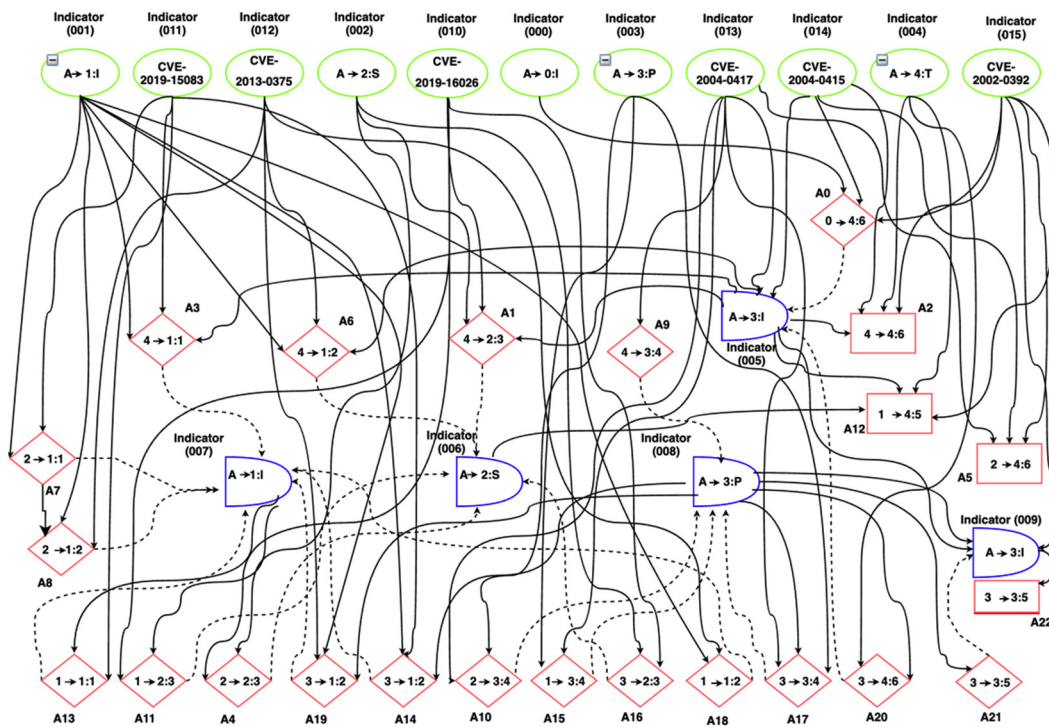 Indicator
(001)
Indicator
(011)
Indicator
(012)
Indicator
(002)
Indicator
(010)
Indicator
(000)
Indicator
(003)
Indicator
(013)
Indicator
(014)
Indicator
(004)
Indicator
(015)
A → 1:I
CVE-
2019-15083
CVE-
2013-0375
A → 2:S
CVE-
2019-16026
A → 0:I
A → 3:P
CVE-
2004-0417
CVE-
2004-0415
A → 4:T
CVE-
2002-0392
A0
0 → 4:6
A3
4 → 1:1
A6
4 → 1:2
A1
4 → 2:3
A9
4 → 3:4
A → 3:I
Indicator
(005)
A2
4 → 4:6
1 → 4:5
A12
2 → 4:6
A5
2 → 1:1
A7
2 → 1:2
A8
Indicator
(007)
A → 1:I
Indicator
(006)
A → 2:S
Indicator
(008)
A → 3:P
Indicator (009)
A → 3:I
3 → 3:5
A22
1 → 1:1
1 → 2:3
2 → 2:3
3 → 1:2
3 → 1:2
2 → 3:4
1 → 3:4
3 → 2:3
1 → 1:2
3 → 3:4
3 → 4:6
3 → 3:5
A13
A11
A4
A19
A14
A10
A15
A16
A18
A17
A20
A21